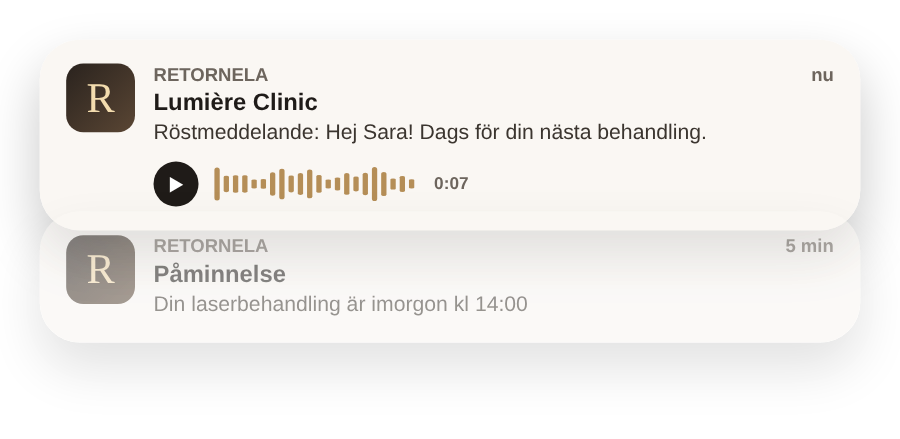 R
RETORNELA
nu
Lumière Clinic
Röstmeddelande: Hej Sara! Dags för din nästa behandling.
0:07
R
RETORNELA
5 min
Påminnelse
Din laserbehandling är imorgon kl 14:00